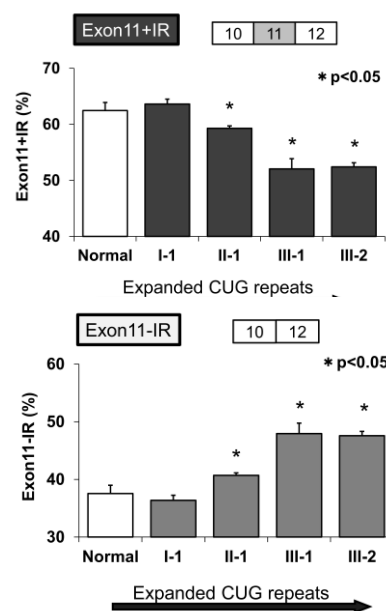 Exon11+IR
10 11 12
* p<0.05
Exon11+IR (%)
70
60
50
40
* * *
Normal I-1 II-1 III-1 III-2
Expanded CUG repeats
Exon11-IR
10 12
* p<0.05
Exon11-IR (%)
60
50
40
30
* * *
Normal I-1 II-1 III-1 III-2
Expanded CUG repeats